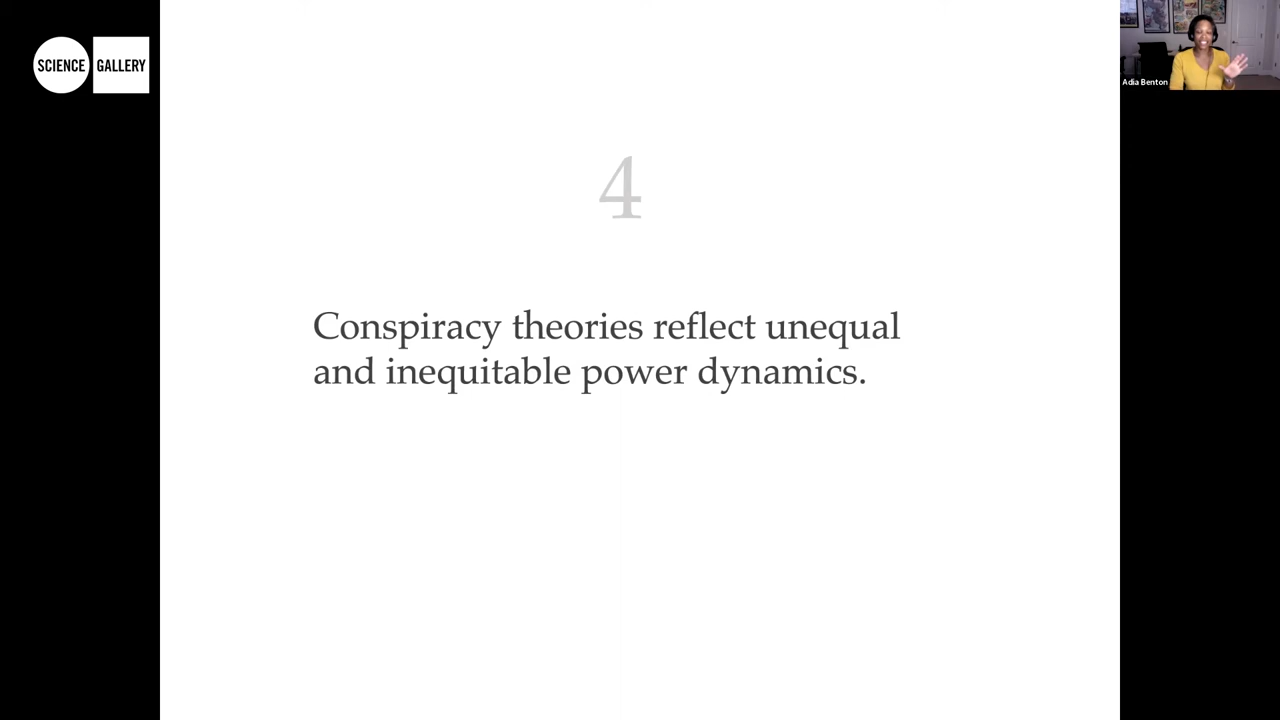 SCIENCE GALLERY
Adia Benton
4
Conspiracy theories reflect unequal
and inequitable power dynamics.